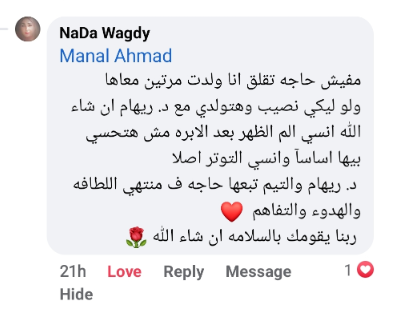 NaDa Wagdy
Manal Ahmad
مفيش حاجه تقلق انا ولدت مرتين معاها
ولو ليكي نصيب وهتولدي مع د. ريهام ان شاء
الله انسي الم الظهر بعد الابره مش هتحسي
بيها اساسآ وانسي التوتر اصلا
د. ريهام والتيم تبعها حاجه ف منتهي اللطافه
والهدوء والتفاهم ❤️
ربنا يقومك بالسلامه ان شاء الله 🌹
21h Love Reply Message 1
Hide